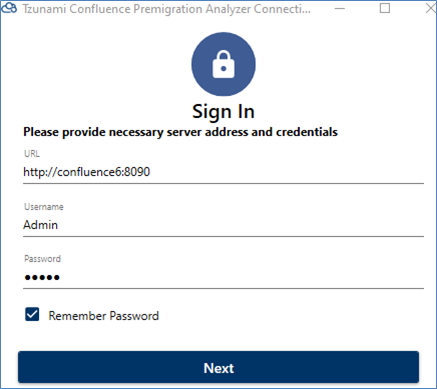 Tzunami Confluence Premigration Analyzer Connecti...
Sign In
Please provide necessary server address and credentials
URL
http://confluence6:8090
Username
Admin
Password
●●●●●
Remember Password
Next